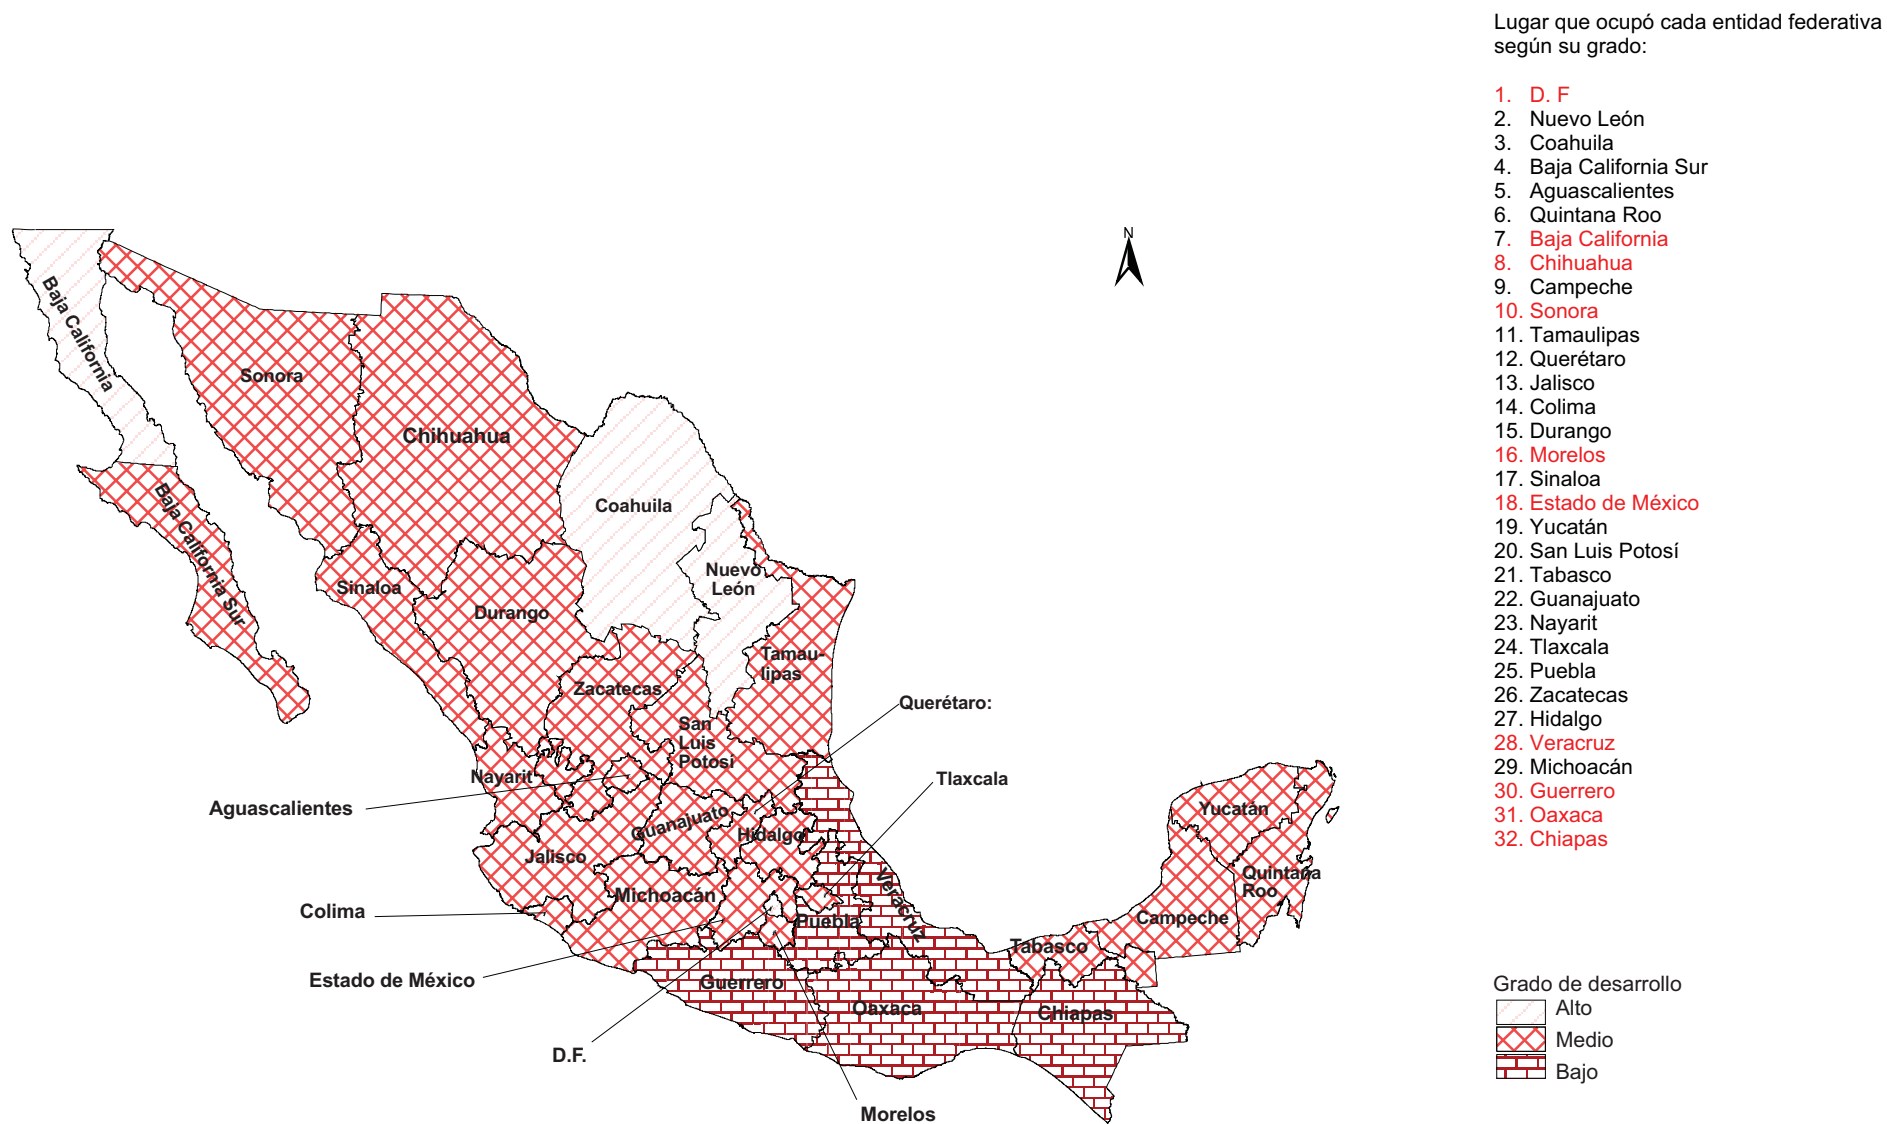 Lugar que ocupó cada entidad federativa
según su grado:
1. D. F
2. Nuevo León
3. Coahuila
4. Baja California Sur
5. Aguascalientes
6. Quintana Roo
7. Baja California
8. Chihuahua
9. Campeche
10. Sonora
11. Tamaulipas
12. Querétaro
13. Jalisco
14. Colima
15. Durango
16. Morelos
17. Sinaloa
18. Estado de México
19. Yucatán
20. San Luis Potosí
21. Tabasco
22. Guanajuato
23. Nayarit
24. Tlaxcala
25. Puebla
26. Zacatecas
27. Hidalgo
28. Veracruz
29. Michoacán
30. Guerrero
31. Oaxaca
32. Chiapas
N
Baja California
Sonora
Chihuahua
Coahuila
Baja California Sur
Nuevo
León
Sinaloa
Durango
Tamau-
lipas
Zacatecas
Querétaro:
San
Luis
Potosí
Nayarit
Tlaxcala
Aguascalientes
Yucatán
Guanajuato
Hidalgo
Jalisco
Quintana
Roo
Michoacán
Veracruz
Colima
Puebla
Campeche
Tabasco
Estado de México
Guerrero
Oaxaca
Chiapas
D.F.
Morelos
Grado de desarrollo
Alto
Medio
Bajo